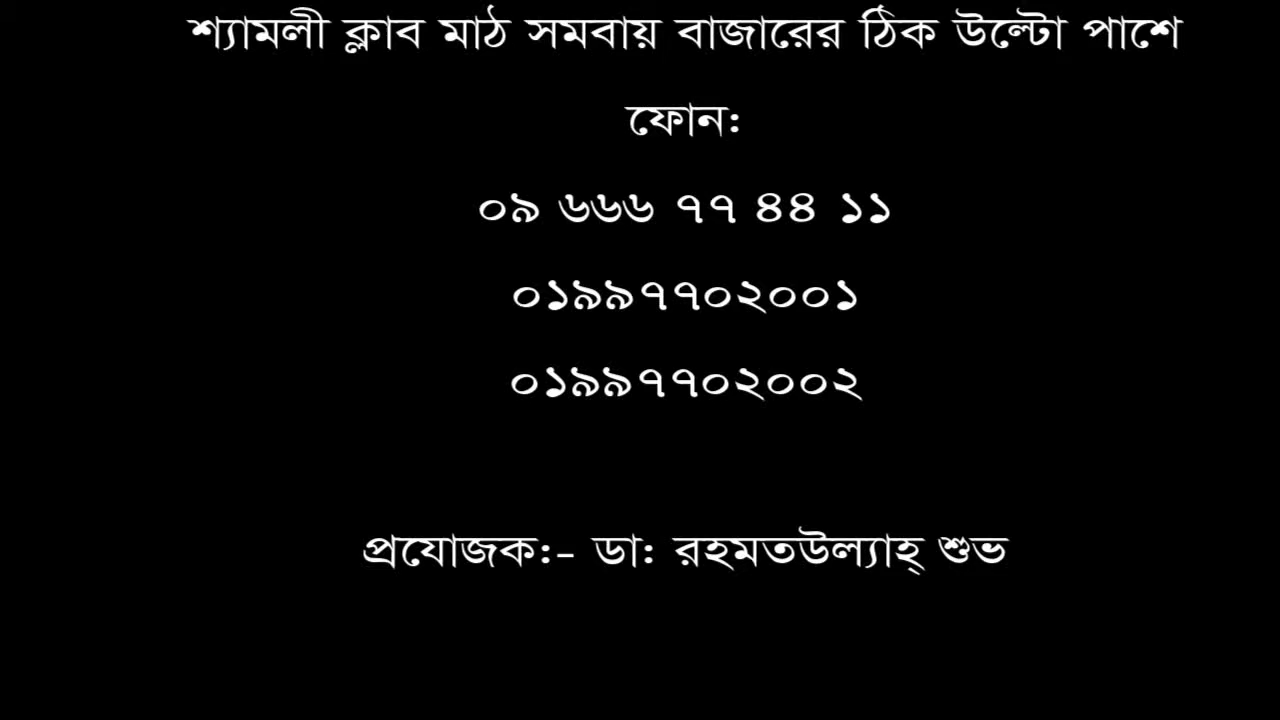 শ্যামলী ক্লাব মাঠ সমবায় বাজারের ঠিক উল্টো পাশে
ফোন:
০৯ ৬৬৬ ৭৭ ৪৪ ১১
০১৯৯৭৭০২০০১
০১৯৯৭৭০২০০২
প্রযোজক:- ডা: রহমতউল্যাহ্ শুভ